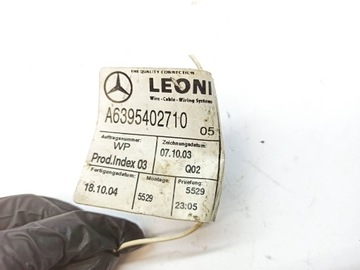 THE QUALITY CONNECTION
LEONI
Wire · Cable · Wiring Systems
A6395402710 05
Auftragsnummer: Zeichnungsdatum:
WP 07.10.03
Prod.Index 03 Q02
Fertigungsdatum: Montage: Prüfung:
18.10.04 5529 5529
23:05